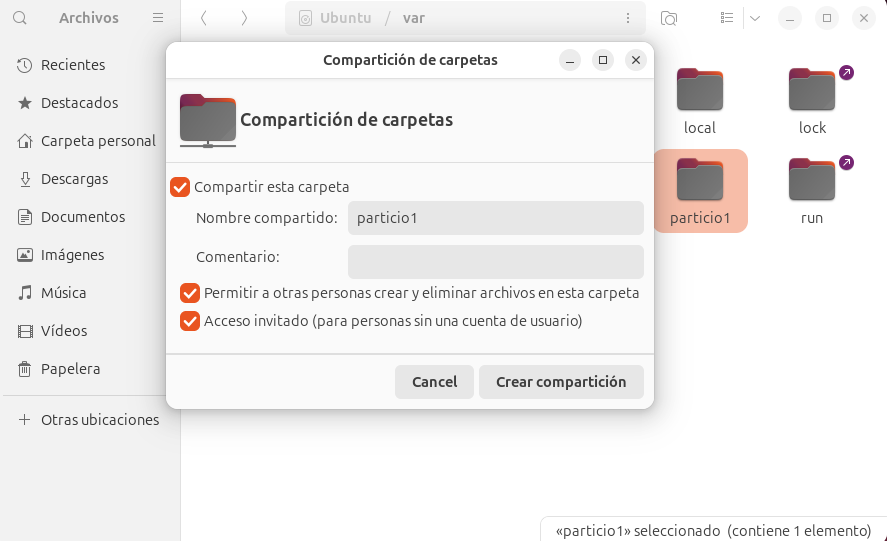 Archivos
Ubuntu / var
Recientes
Destacados
Carpeta personal
Descargas
Documentos
Imágenes
Música
Vídeos
Papelera
Otras ubicaciones
Compartición de carpetas
Compartición de carpetas
Compartir esta carpeta
Nombre compartido: particio1
Comentario:
Permitir a otras personas crear y eliminar archivos en esta carpeta
Acceso invitado (para personas sin una cuenta de usuario)
Cancel Crear compartición
local lock
particio1 run
«particio1» seleccionado (contiene 1 elemento)